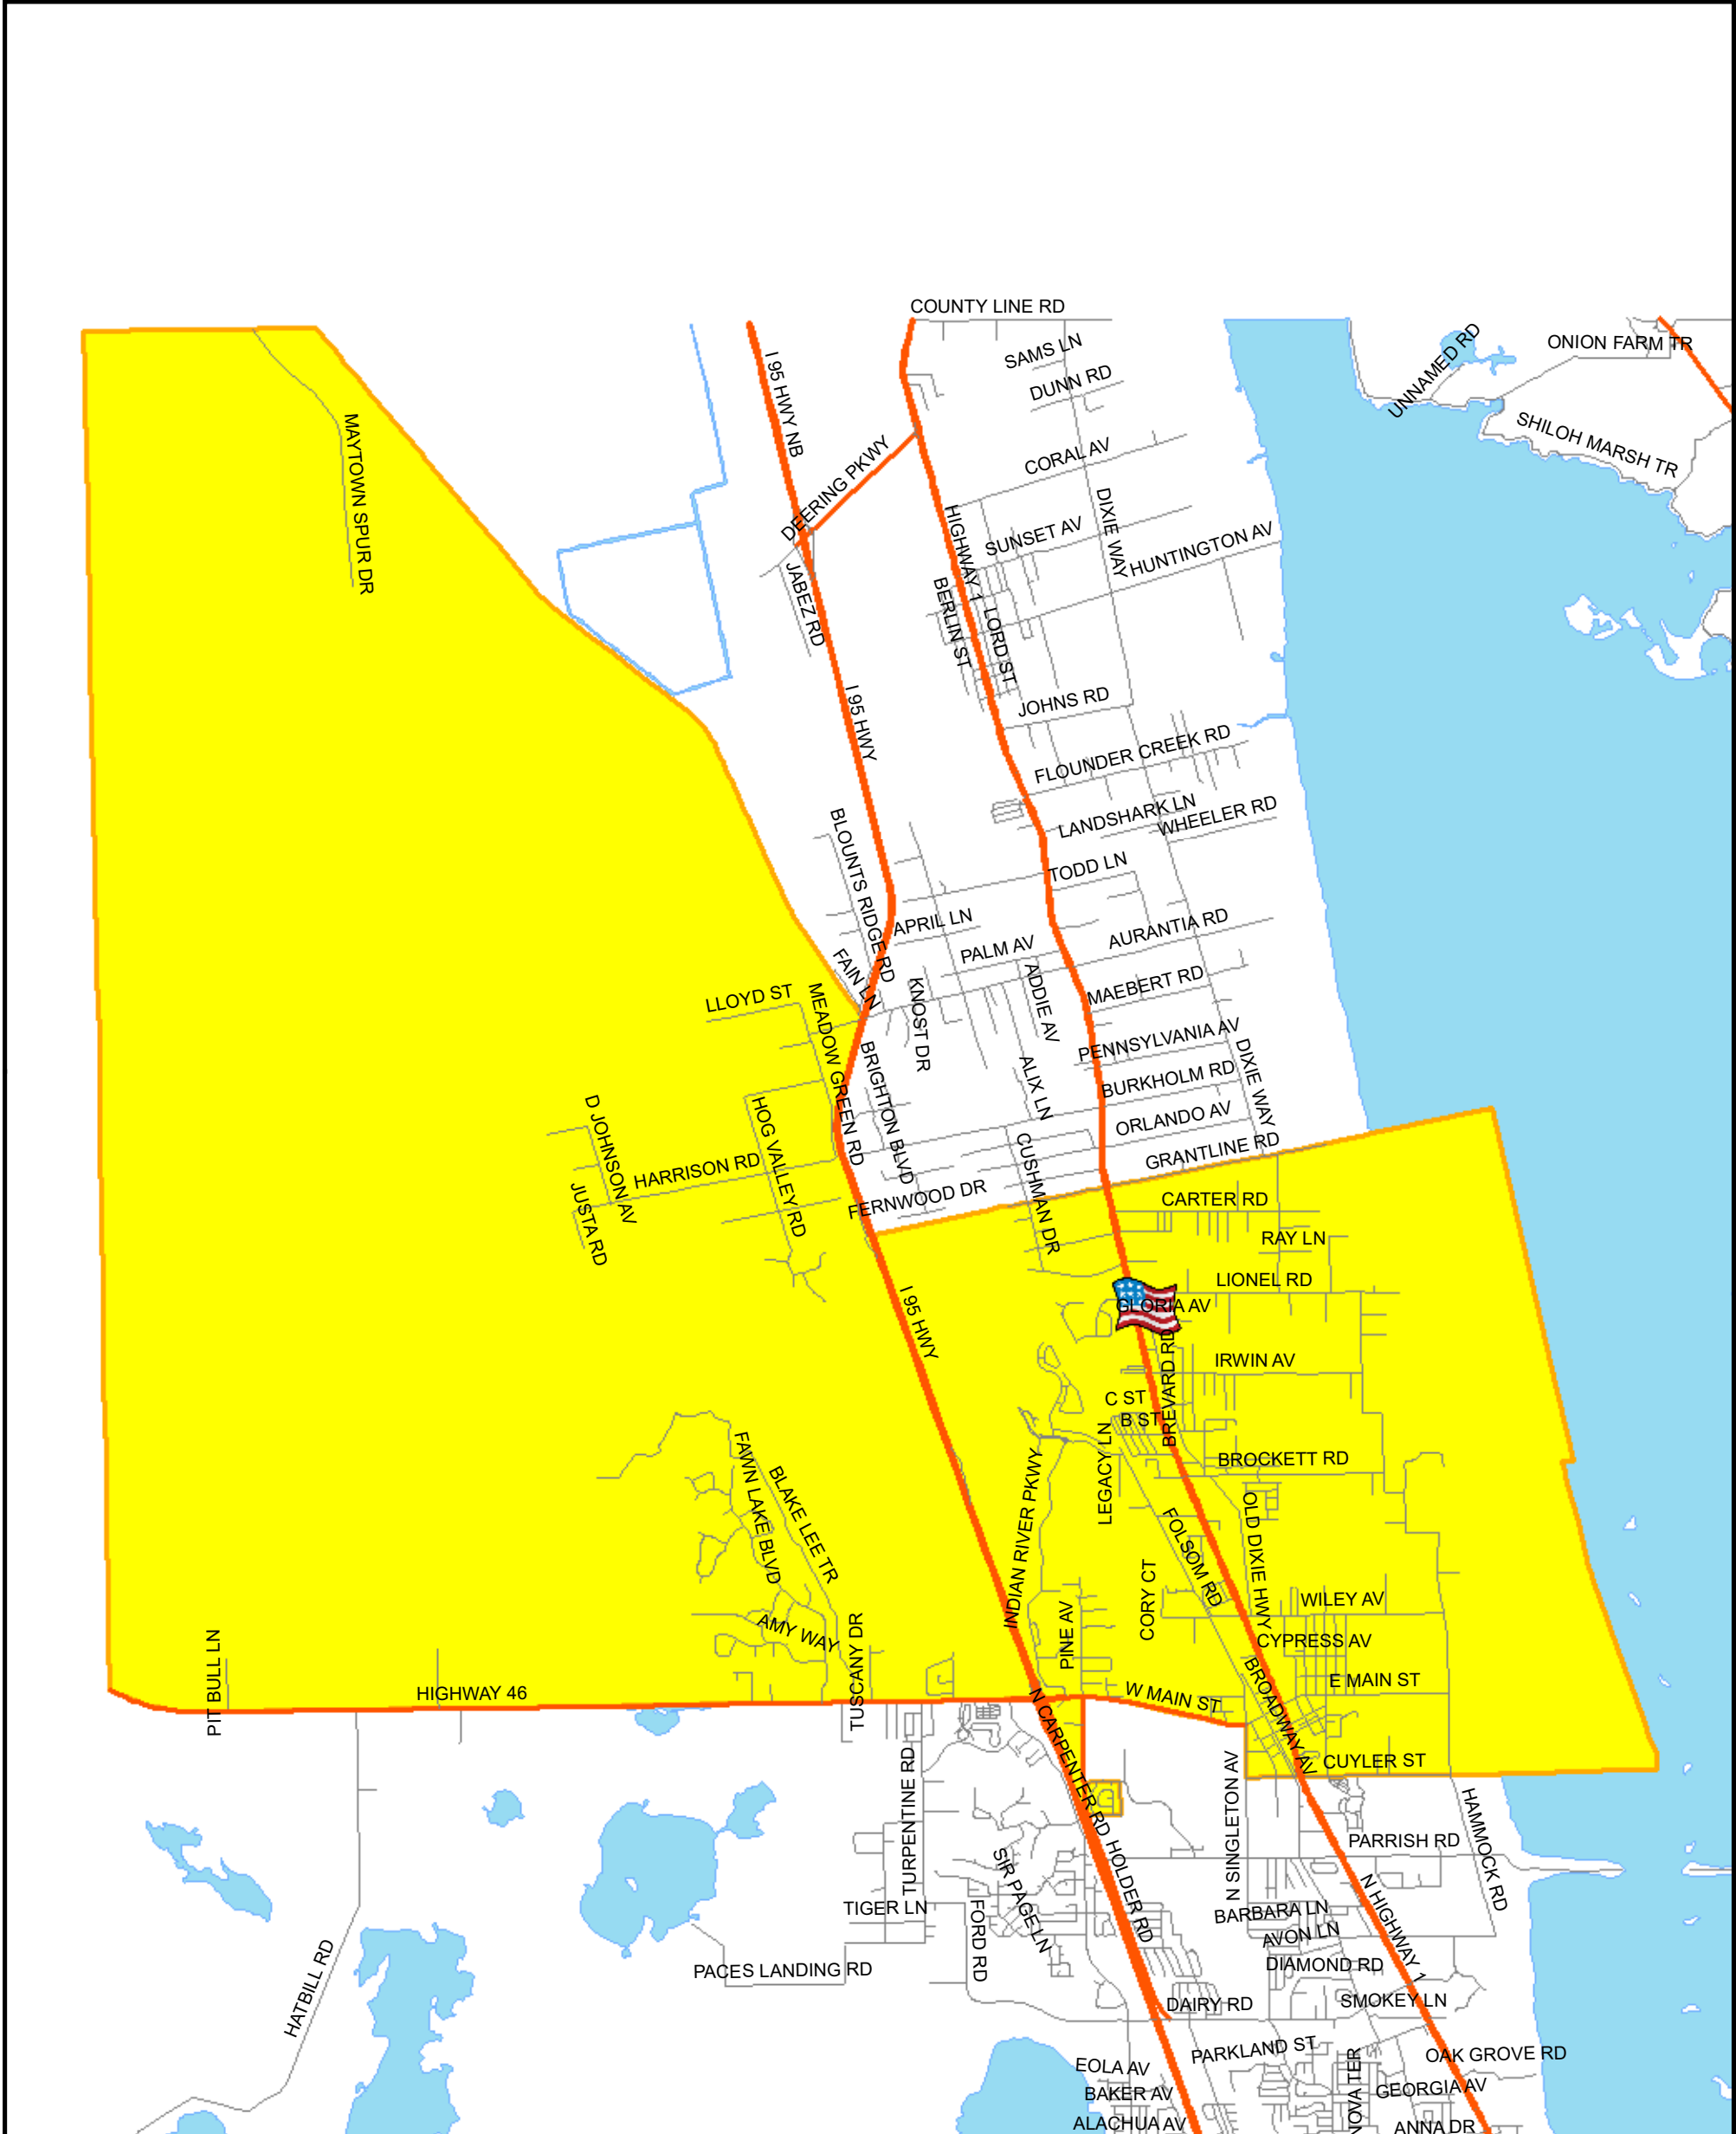 COUNTY LINE RD
SAMS LN
DUNN RD
UNNAMED RD
ONION FARM TR
SHILOH MARSH TR
I 95 HWY NB
MAYTOWN SPUR DR
DEERING PKWY
CORAL AV
DIXIE WAY
HIGHWAY 1
SUNSET AV
HUNTINGTON AV
JABEZ RD
BERLIN ST
LORD ST
I 95 HWY
JOHNS RD
FLOUNDER CREEK RD
LANDSHARK LN
WHEELER RD
BLOUNTS RIDGE RD
TODD LN
APRIL LN
PALM AV
AURANTIA RD
FAIN LN
LLOYD ST
MEADOW GREEN RD
KNOST DR
ADDIE AV
MAEBERT RD
PENNSYLVANIA AV
BRIGHTON BLVD
ALIX LN
BURKHOLM RD
DIXIE WAY
D JOHNSON AV
HOG VALLEY RD
ORLANDO AV
CUSHMAN DR
GRANTLINE RD
HARRISON RD
JUSTA RD
FERNWOOD DR
CARTER RD
RAY LN
LIONEL RD
I 95 HWY
GLORIA AV
BREVARD RD
IRWIN AV
C ST
B ST
LEGACY LN
BROCKETT RD
FAWN LAKE BLVD
BLAKE LEE TR
INDIAN RIVER PKWY
OLD DIXIE HWY
FOLSOM RD
CORY CT
WILEY AV
PINE AV
AMY WAY
TUSCANY DR
CYPRESS AV
PIT BULL LN
HIGHWAY 46
E MAIN ST
W MAIN ST
BROADWAY AV
N CARPENTER RD
CUYLER ST
TURPENTINE RD
N SINGLETON AV
HAMMOCK RD
PARRISH RD
SIR PAGE LN
HOLDER RD
TIGER LN
FORD RD
N HIGHWAY 1
BARBARA LN
AVON LN
DIAMOND RD
PACES LANDING RD
HATBILL RD
DAIRY RD
SMOKEY LN
PARKLAND ST
OAK GROVE RD
EOLA AV
NOVA TER
GEORGIA AV
BAKER AV
ALACHUA AV
ANNA DR